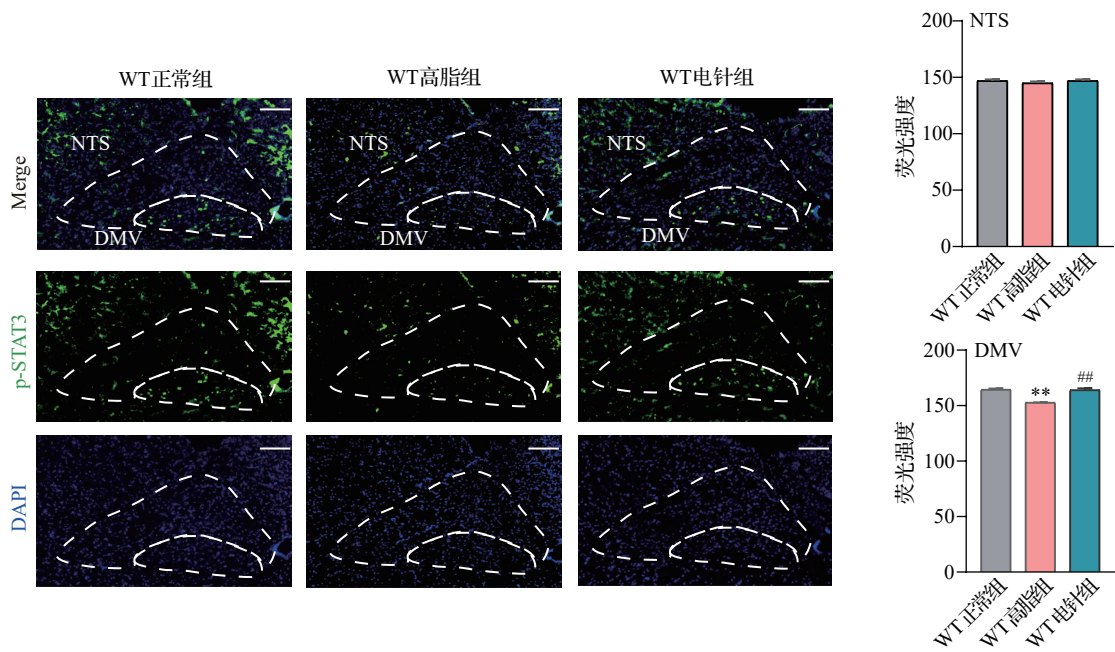 WT正常组
WT高脂组
WT电针组
Merge
NTS
DMV
NTS
DMV
NTS
DMV
p-STAT3
DAPI
NTS
荧光强度
200
150
100
50
0
WT正常组
WT高脂组
WT电针组
DMV
荧光强度
200
150
100
50
0
**
##
WT正常组
WT高脂组
WT电针组